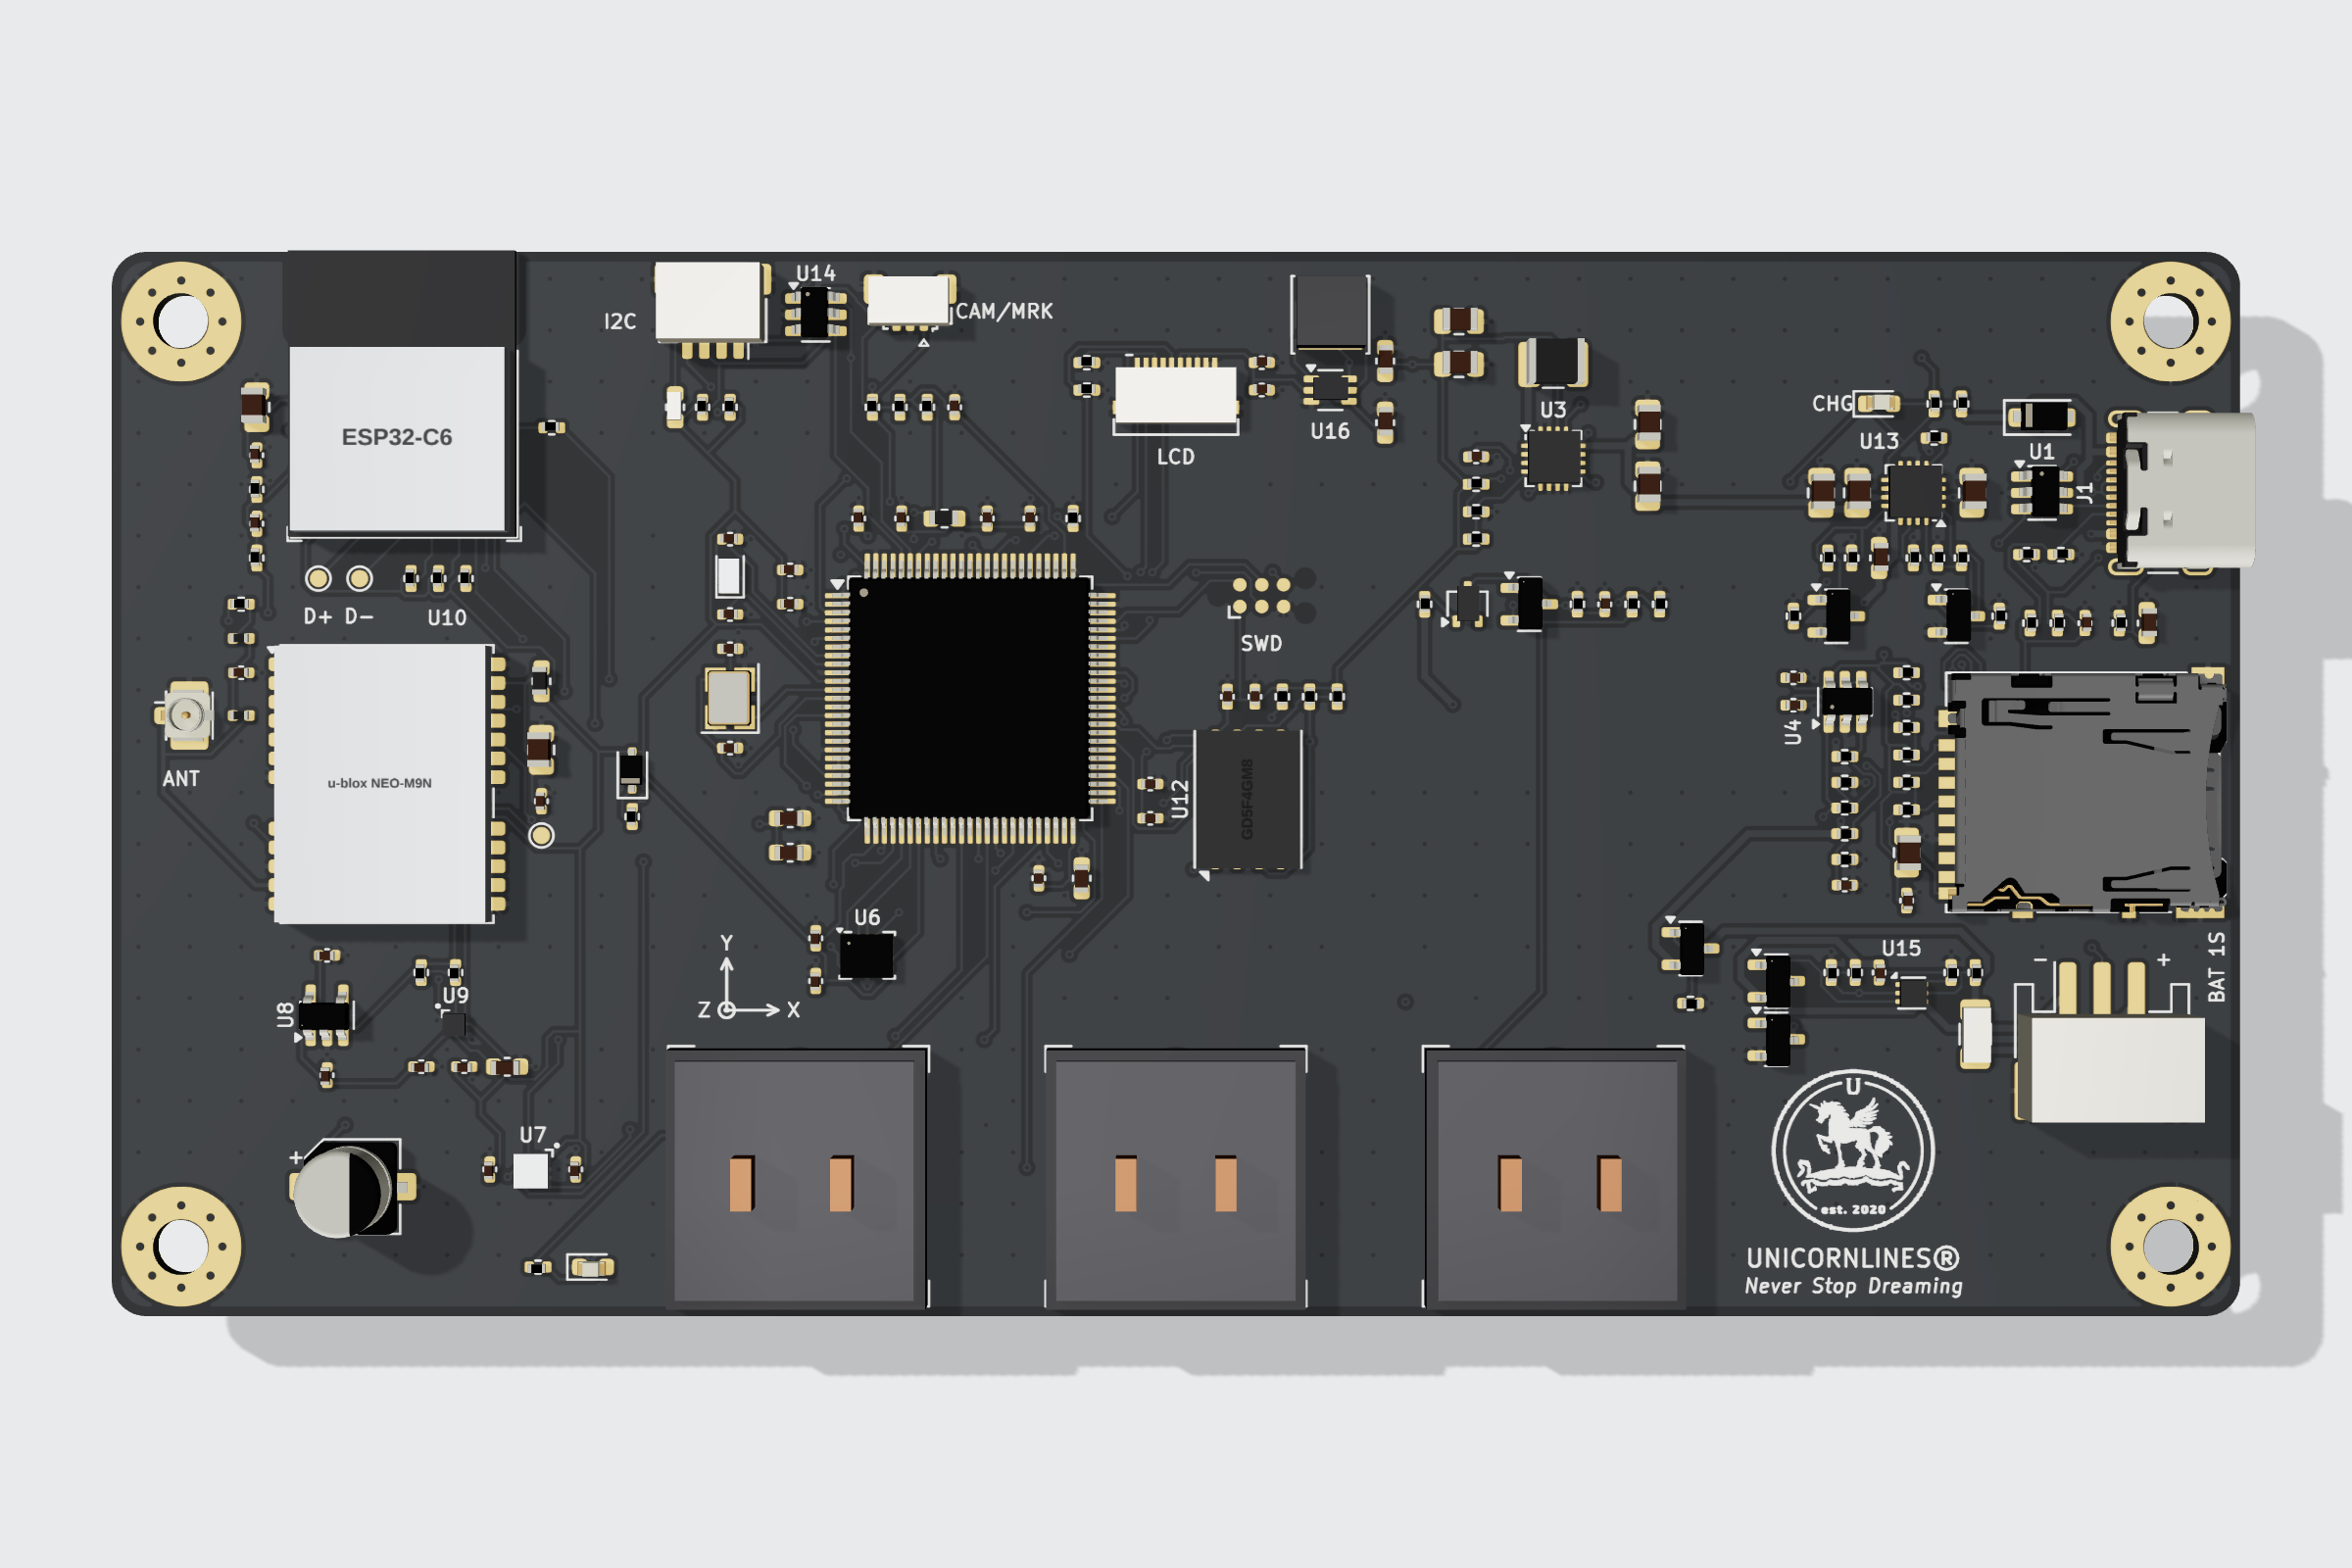 U14
I2C
CAM/MRK
ESP32-C6
LCD
U16
U3
CHG
U13
U1
J1
D+ D-
U10
SWD
ANT
u-blox NEO-M9N
U12
GD5F4GM8
U4
U6
Y
Z
X
U9
U8
U15
-
+
BAT 1S
U7
+
U
est. 2020
UNICORNLINES®
Never Stop Dreaming